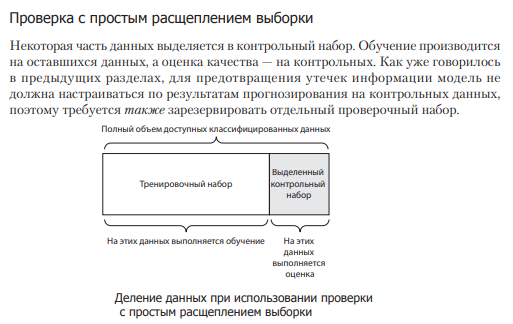 Проверка с простым расщеплением выборки
Некоторая часть данных выделяется в контрольный набор. Обучение производится
на оставшихся данных, а оценка качества — на контрольных. Как уже говорилось
в предыдущих разделах, для предотвращения утечек информации модель не
должна настраиваться по результатам прогнозирования на контрольных данных,
поэтому требуется также зарезервировать отдельный проверочный набор.
Полный объем доступных классифицированных данных
Тренировочный набор
Выделенный
контрольный
набор
На этих данных выполняется обучение
На этих
данных
выполняется
оценка
Деление данных при использовании проверки
с простым расщеплением выборки